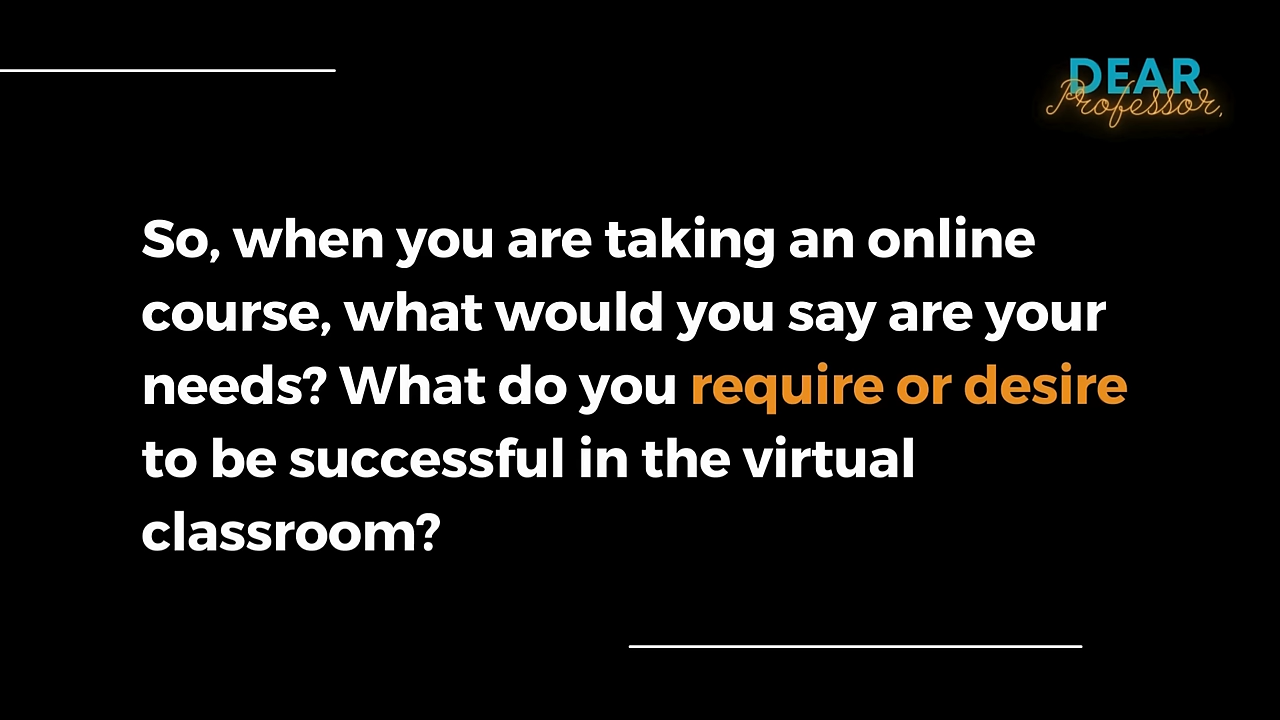 DEAR
Professor,
So, when you are taking an online
course, what would you say are your
needs? What do you require or desire
to be successful in the virtual
classroom?